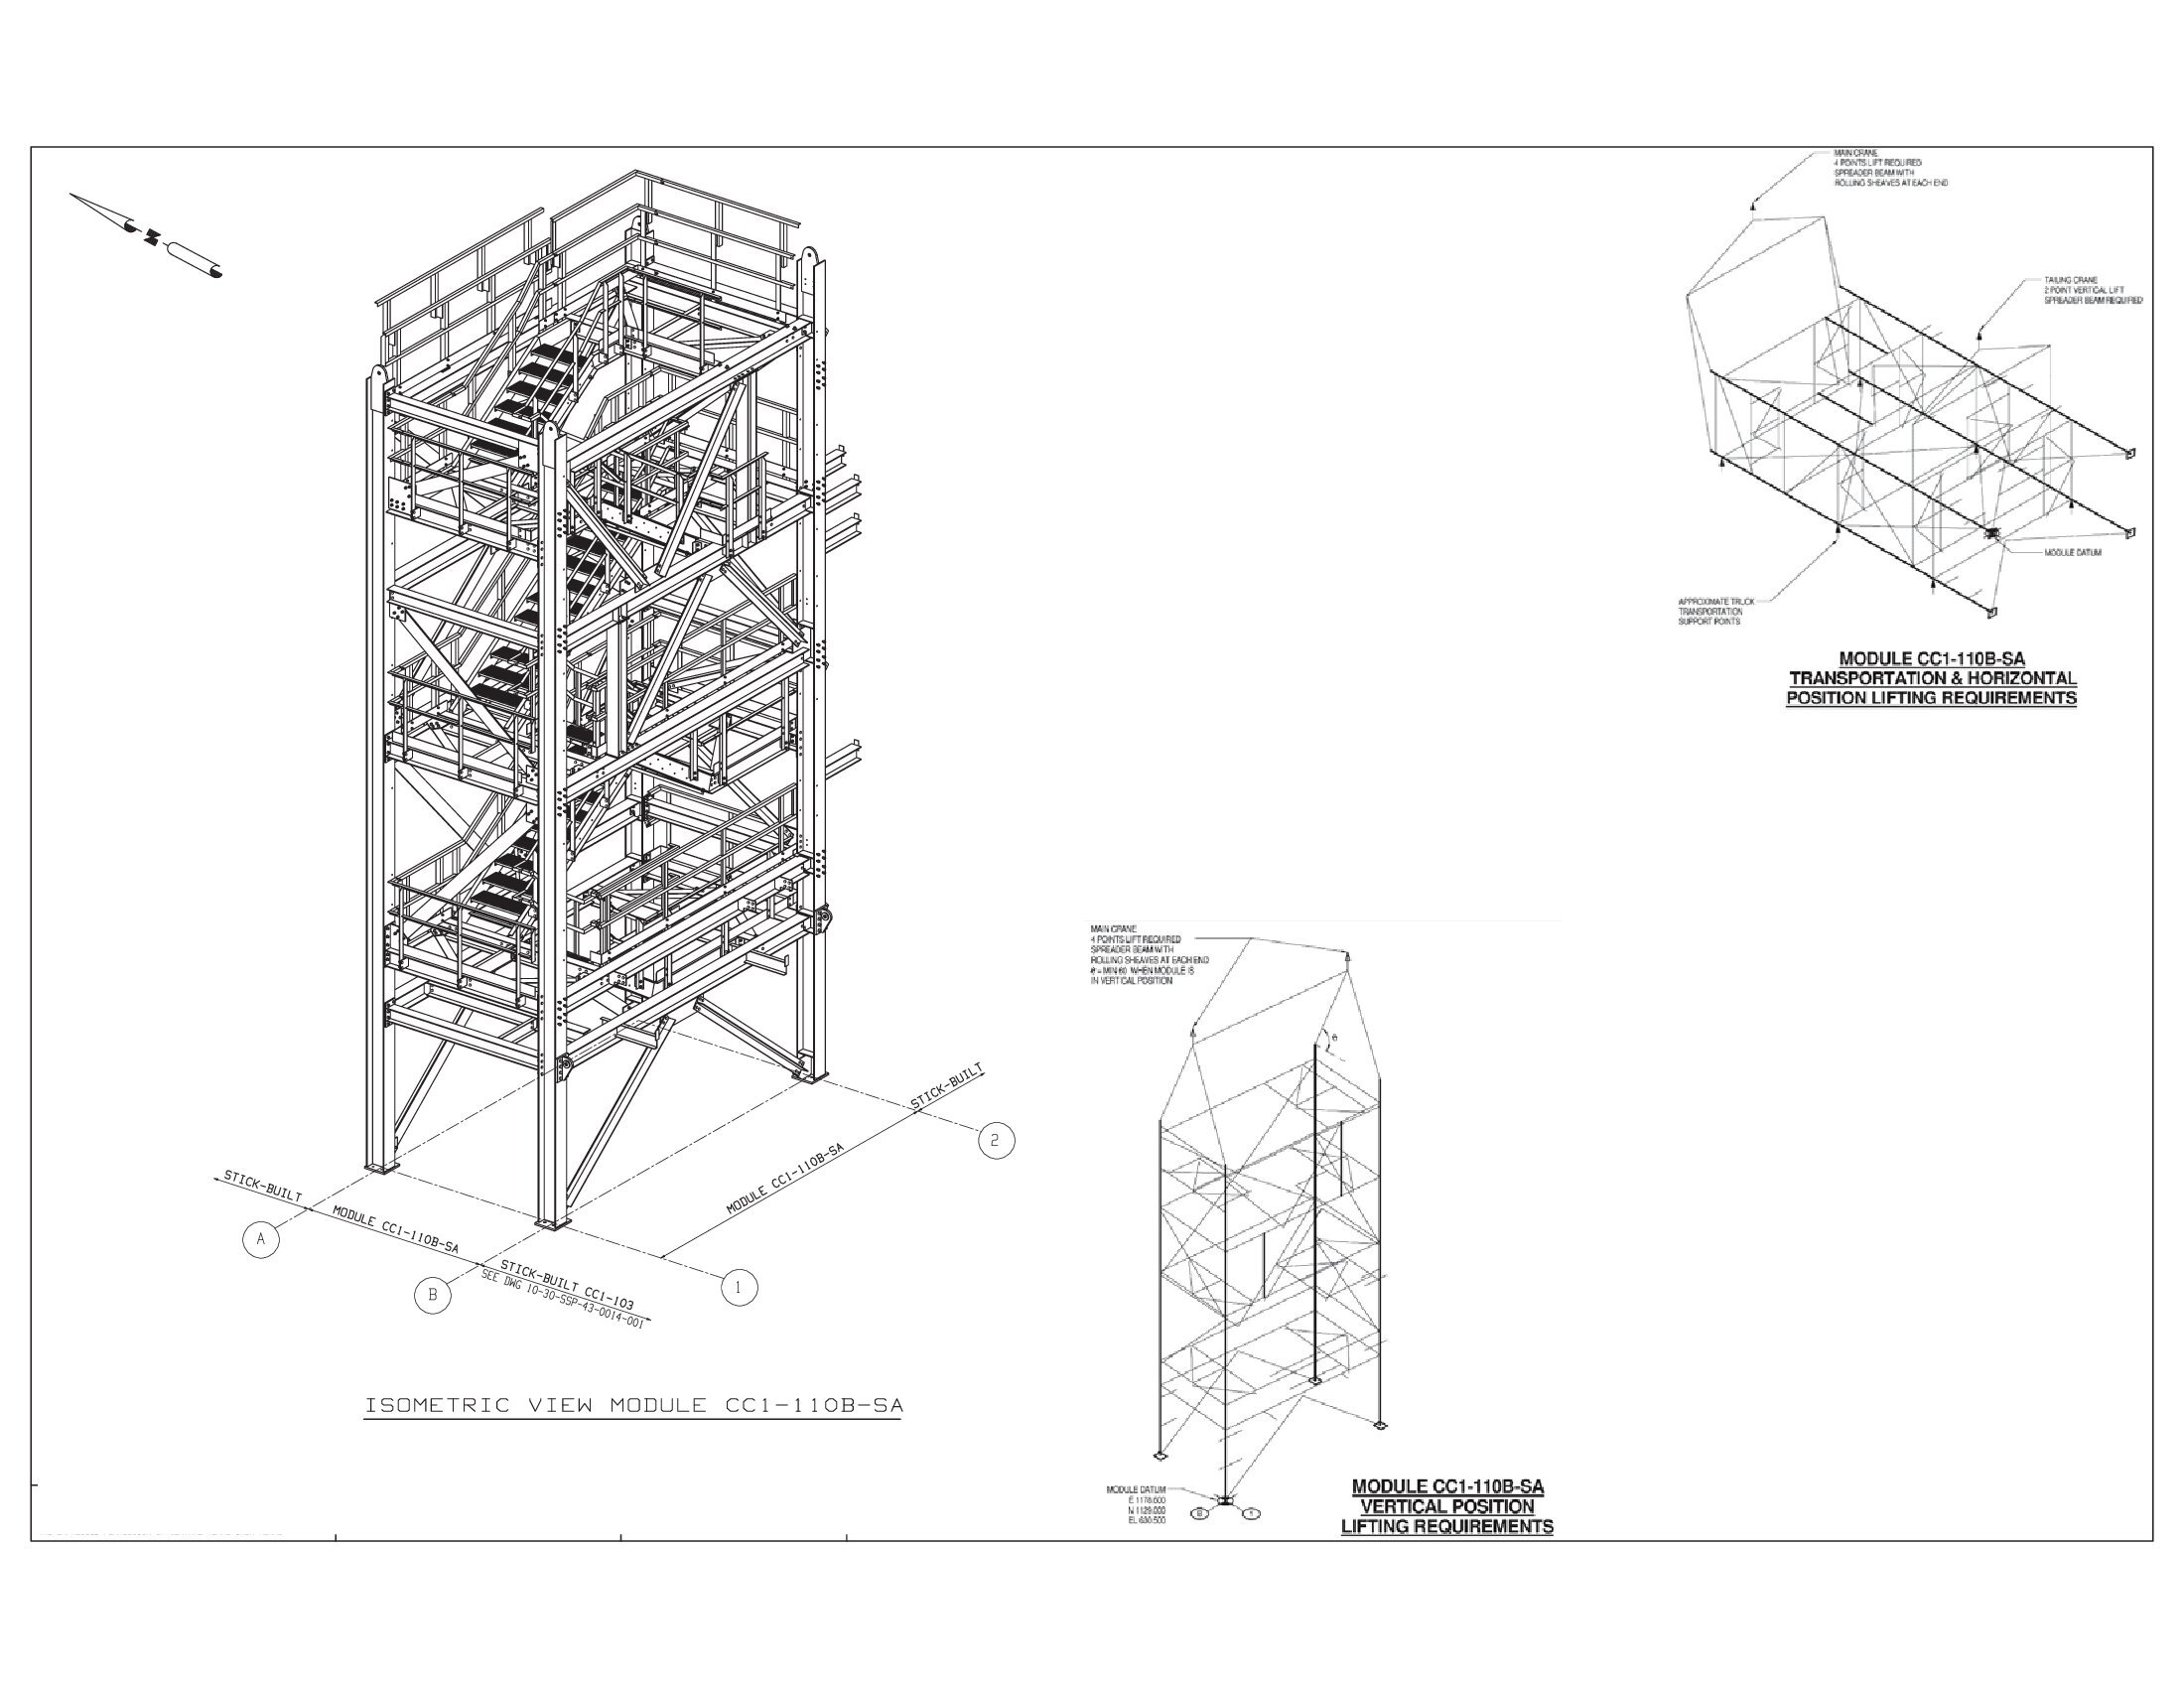 N
MAIN CRANE
4 POINTS LIFT REQUIRED
SPREADER BEAM WITH
ROLLING SHEAVES AT EACH END
TAILING CRANE
2 POINT VERTICAL LIFT
SPREADER BEAM REQUIRED
MODULE DATUM
APPROXIMATE TRUCK
TRANSPORTATION
SUPPORT POINTS
MODULE CC1-110B-SA
TRANSPORTATION & HORIZONTAL
POSITION LIFTING REQUIREMENTS
STICK-BUILT
MODULE CC1-110B-SA
2
STICK-BUILT
MODULE CC1-110B-SA
STICK-BUILT CC1-103
SEE DWG 10-30-SSP-43-0014-001
A
B
1
ISOMETRIC VIEW MODULE CC1-110B-SA
MAIN CRANE
4 POINTS LIFT REQUIRED
SPREADER BEAM WITH
ROLLING SHEAVES AT EACH END
θ = MIN 60 WHEN MODULE IS
IN VERTICAL POSITION
θ
MODULE DATUM
E 1178.600
N 1129.000
EL 630.500
B
1
MODULE CC1-110B-SA
VERTICAL POSITION
LIFTING REQUIREMENTS